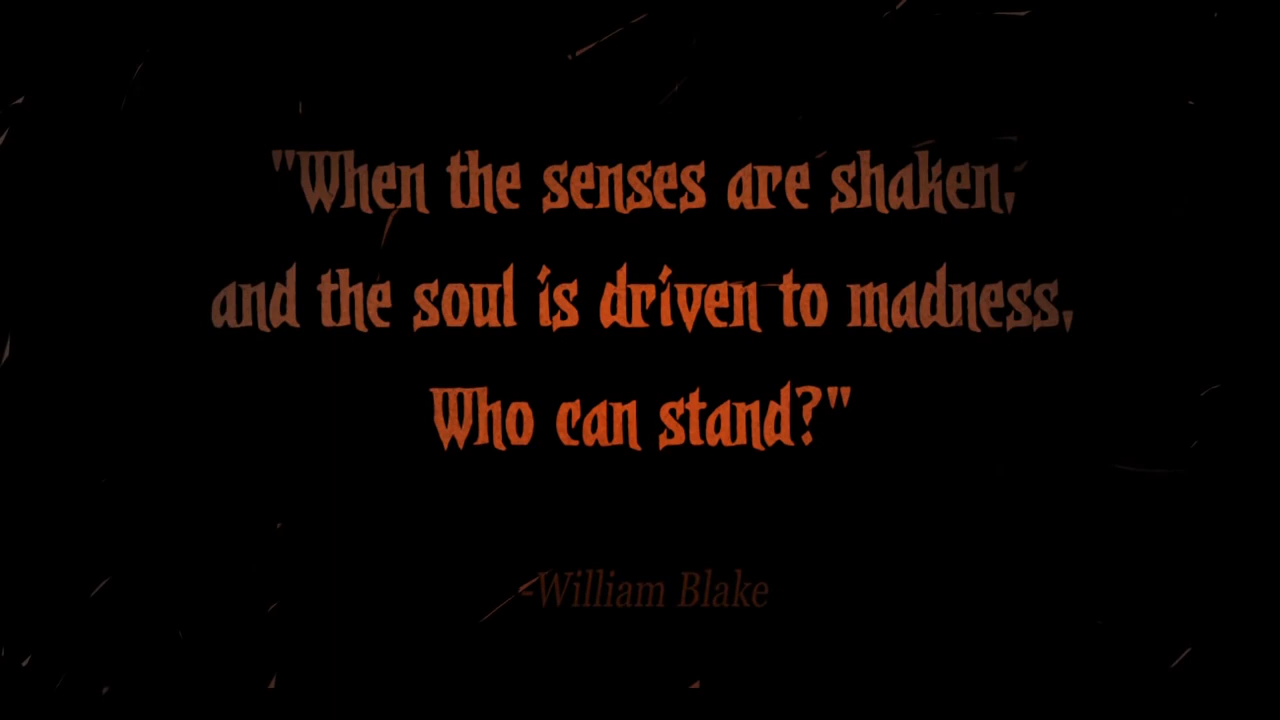 "When the senses are shaken,
and the soul is driven to madness,
Who can stand?"
-William Blake